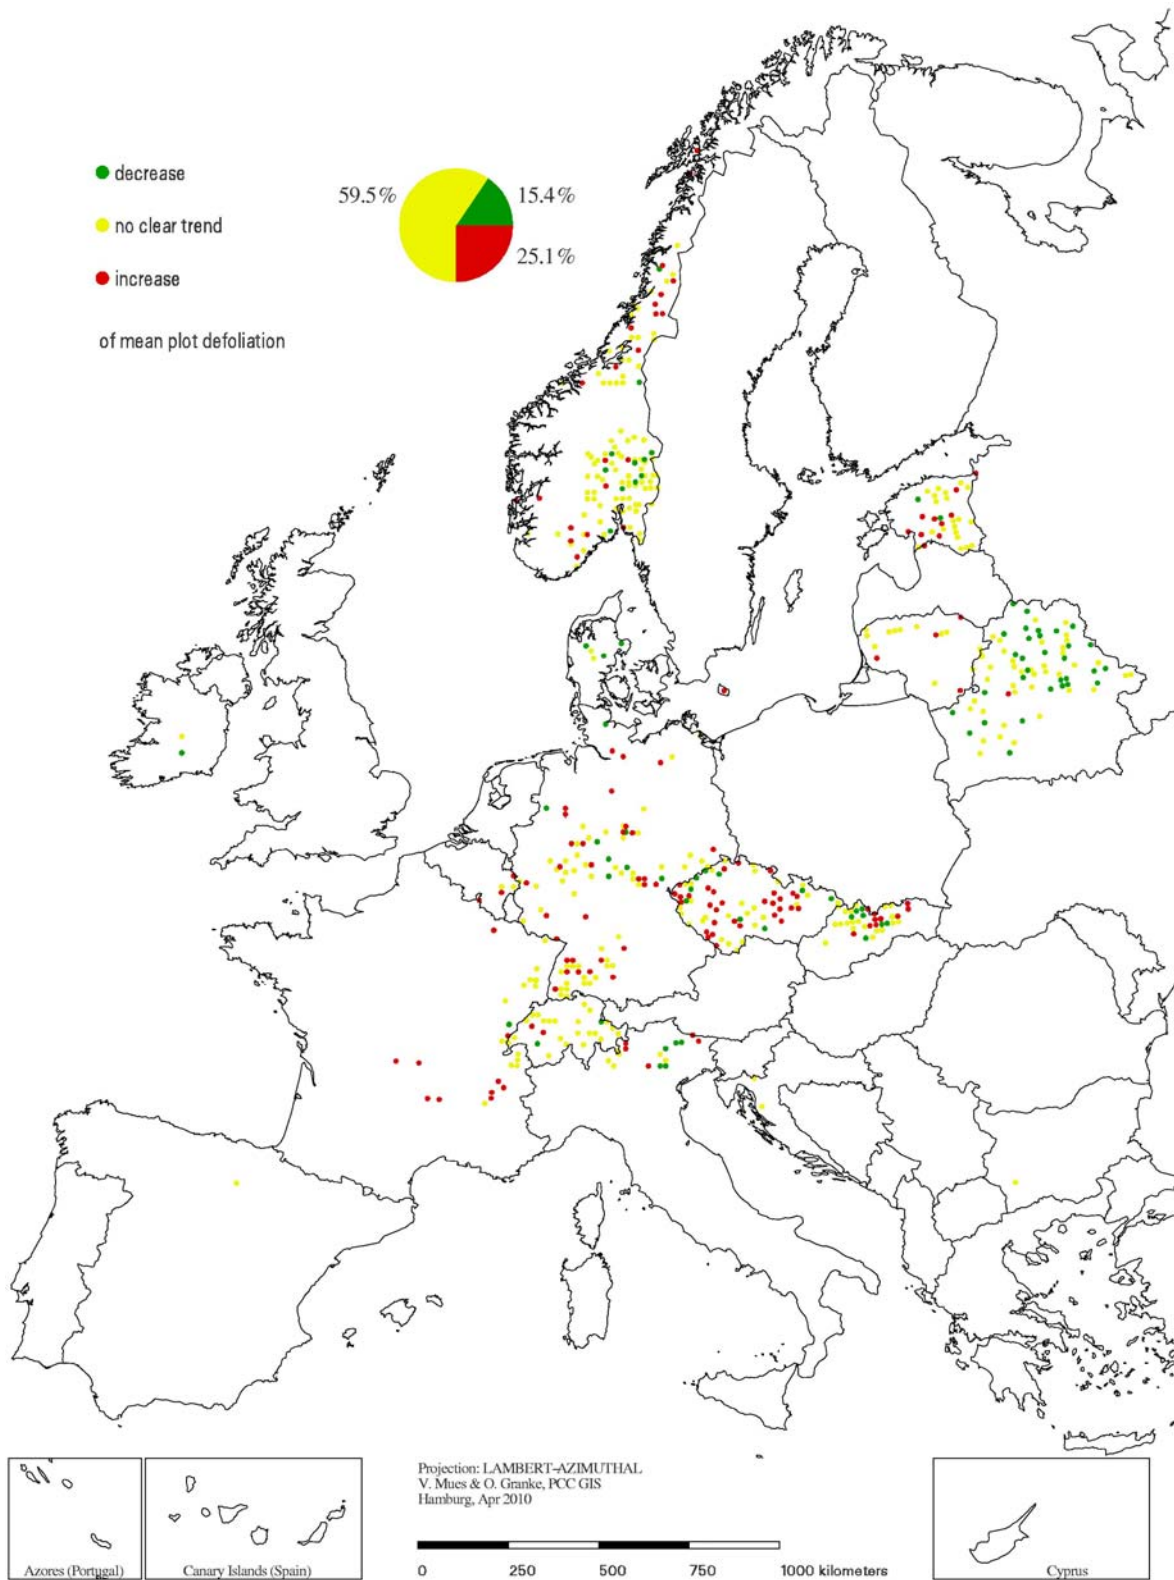 decrease
59.5%
15.4%
no clear trend
25.1%
increase
of mean plot defoliation
Projection: LAMBERT-AZIMUTHAL
V. Mues & O. Granke, PCC GIS
Hamburg, Apr 2010
Azores (Portugal)
Canary Islands (Spain)
0 250 500 750 1000 kilometers
Cyprus